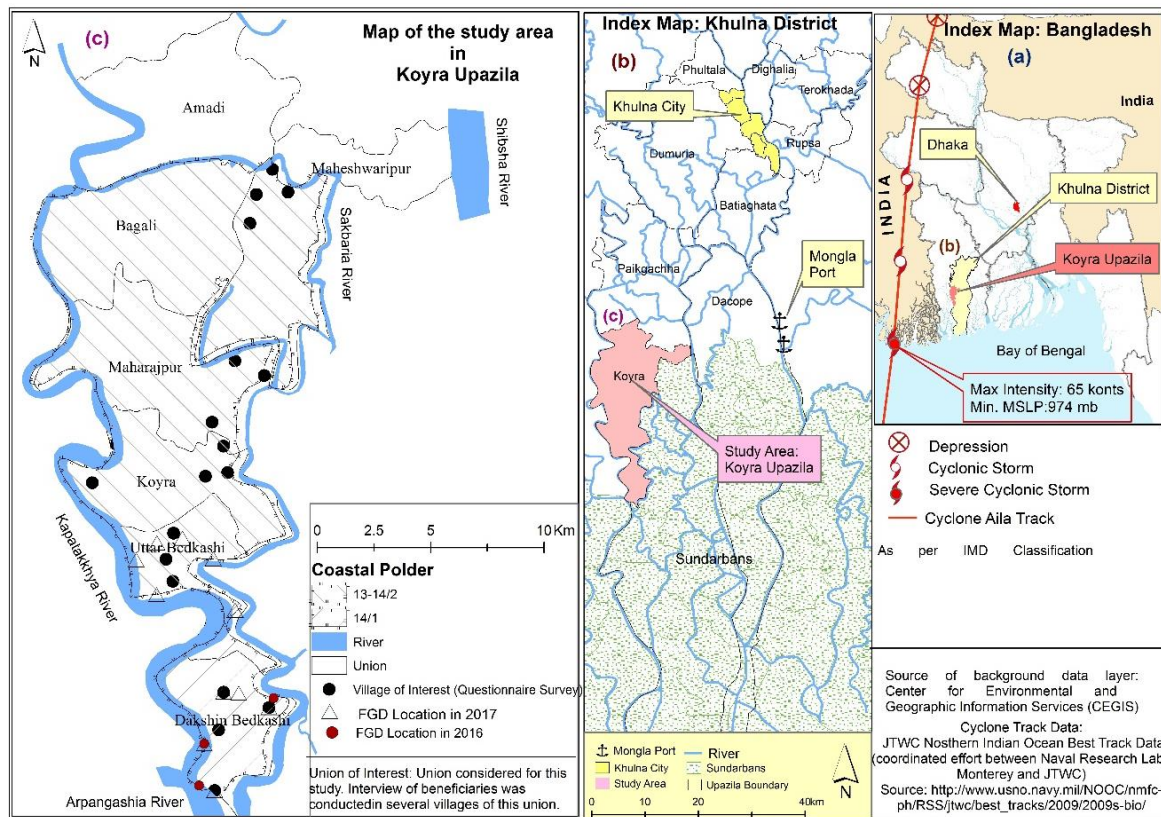 (c)
N
Map of the study area
in
Koyra Upazila
Amadi
Maheshwaripur
Shibsha River
Bagali
Sakbaria River
Maharajpur
Koyra
Uttar Bedkashi
Kapatakkhya River
Dakshin Bedkashi
Arpangashia River
0 2.5 5 10 Km
Coastal Polder
13-14/2
14/1
River
Union
Village of Interest (Questionnaire Survey)
FGD Location in 2017
FGD Location in 2016
Union of Interest: Union considered for this
study. Interview of beneficiaries was
conductedin several villages of this union.
Index Map: Khulna District
N
(b)
Phultala
Dighalia
Terokhada
Khulna City
Rupsa
Dumuria
Batiaghata
Paikgachha
Mongla
Port
Dacope
(c)
Koyra
Study Area:
Koyra Upazila
Sundarbans
Mongla Port
Khulna City
Study Area
River
Sundarbans
Upazila Boundary
N
0 10 20 40km
Index Map: Bangladesh
(a)
N
India
Dhaka
Khulna District
INDIA
(b)
Koyra Upazila
Bay of Bengal
Max Intensity: 65 konts
Min. MSLP:974 mb
Depression
Cyclonic Storm
Severe Cyclonic Storm
Cyclone Aila Track
As per IMD Classification
Source of background data layer:
Center for Environmental and
Geographic Information Services (CEGIS)
Cyclone Track Data:
JTWC Nosthern Indian Ocean Best Track Data
(coordinated effort between Naval Research Lab
Monterey and JTWC)
Source: http://www.usno.navy.mil/NOOC/nmfc-
ph/RSS/jtwc/best_tracks/2009/2009s-bio/